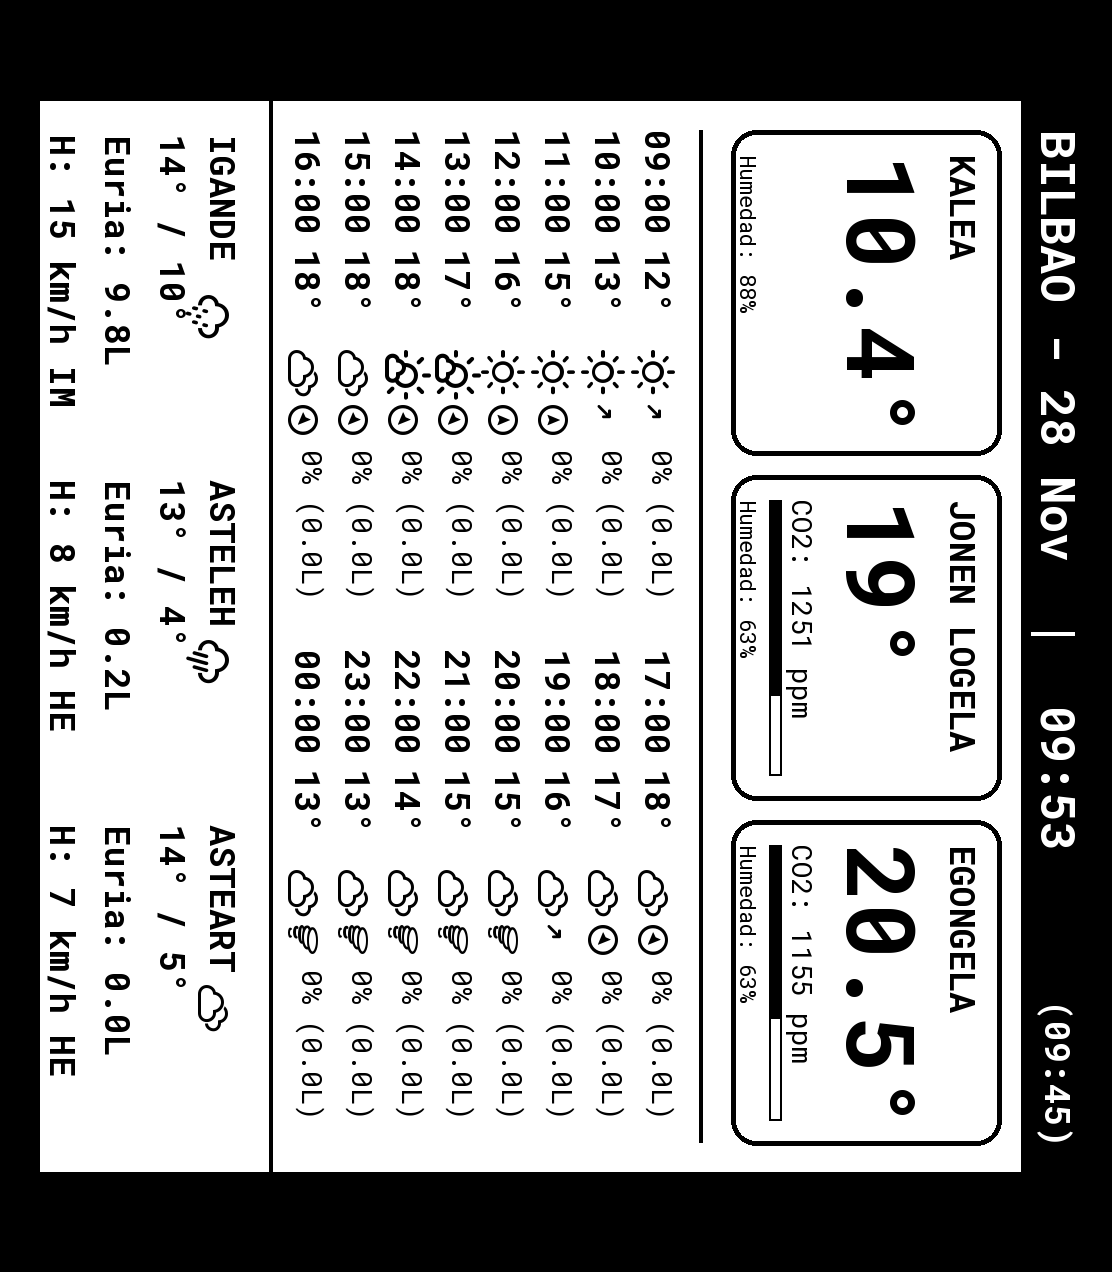 BILBAO - 28 Nov | 09:53 (09:45)
KALEA
10.4°
Humedad: 88%
JONEN LOGELA
19°
CO2: 1251 ppm
Humedad: 63%
EGONGELA
20.5°
CO2: 1155 ppm
Humedad: 63%
09:00 12° 0% (0.0L)
10:00 13° 0% (0.0L)
11:00 15° 0% (0.0L)
12:00 16° 0% (0.0L)
13:00 17° 0% (0.0L)
14:00 18° 0% (0.0L)
15:00 18° 0% (0.0L)
16:00 18° 0% (0.0L)
17:00 18° 0% (0.0L)
18:00 17° 0% (0.0L)
19:00 16° 0% (0.0L)
20:00 15° 0% (0.0L)
21:00 15° 0% (0.0L)
22:00 14° 0% (0.0L)
23:00 13° 0% (0.0L)
00:00 13° 0% (0.0L)
IGANDE
14° / 10°
Euria: 9.8L
H: 15 km/h IM
ASTELEH
13° / 4°
Euria: 0.2L
H: 8 km/h HE
ASTEART
14° / 5°
Euria: 0.0L
H: 7 km/h HE